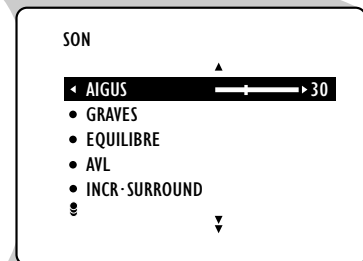 SON
AIGUS 30
GRAVES
EQUILIBRE
AVL
INCR·SURROUND